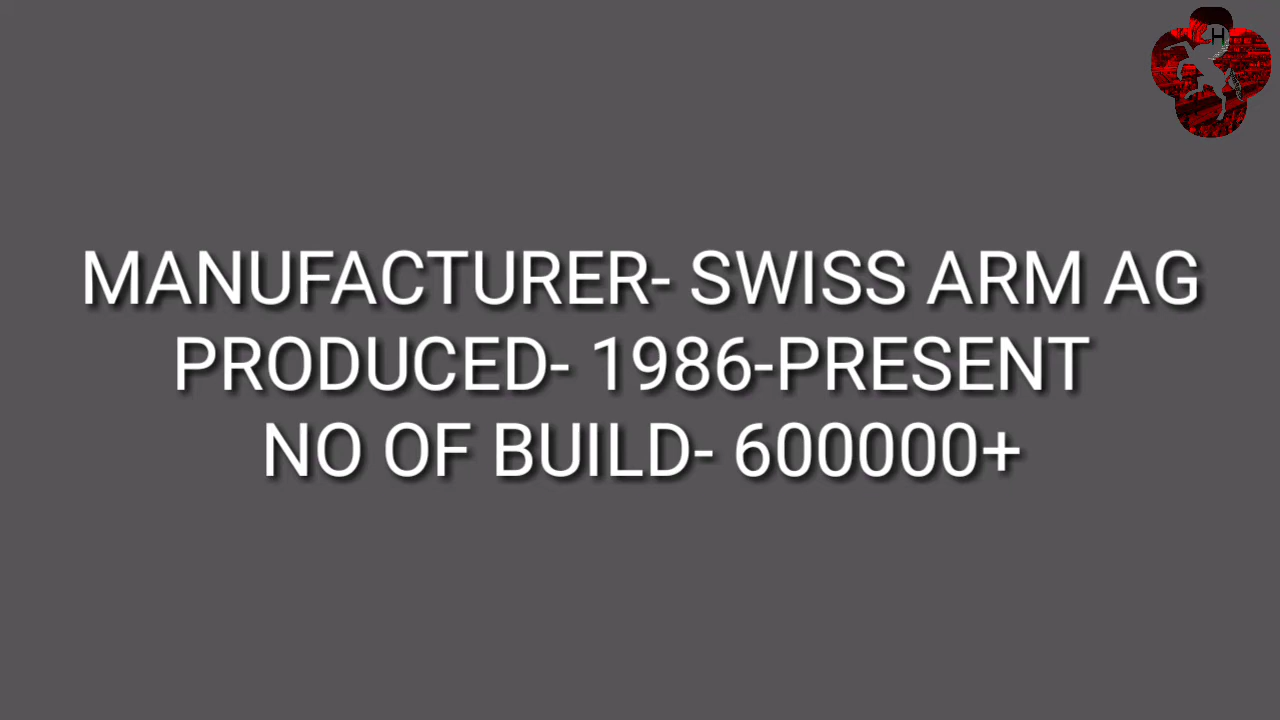 H
MANUFACTURER- SWISS ARM AG
PRODUCED- 1986-PRESENT
NO OF BUILD- 600000+